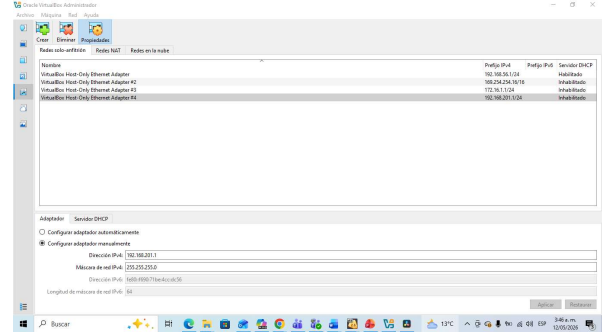 Oracle VirtualBox Administrador
Archivo Máquina Red Ayuda
Crear Eliminar Propiedades
Redes solo-anfitrión Redes NAT Redes en la nube
Nombre Prefijo IPv4 Prefijo IPv6 Servidor DHCP
VirtualBox Host-Only Ethernet Adapter 192.168.56.1/24 Habilitado
VirtualBox Host-Only Ethernet Adapter #2 169.254.254.16/16 Inhabilitado
VirtualBox Host-Only Ethernet Adapter #3 172.16.1.1/24 Inhabilitado
VirtualBox Host-Only Ethernet Adapter #4 192.168.201.1/24 Inhabilitado
Adaptador Servidor DHCP
Configurar adaptador automáticamente
Configurar adaptador manualmente
Dirección IPv4: 192.168.201.1
Máscara de red IPv4: 255.255.255.0
Dirección IPv6:
Longitud de máscara de red IPv6: 64
Aplicar Restaurar
Buscar 13°C ESP 3:46 a. m.
12/05/2026